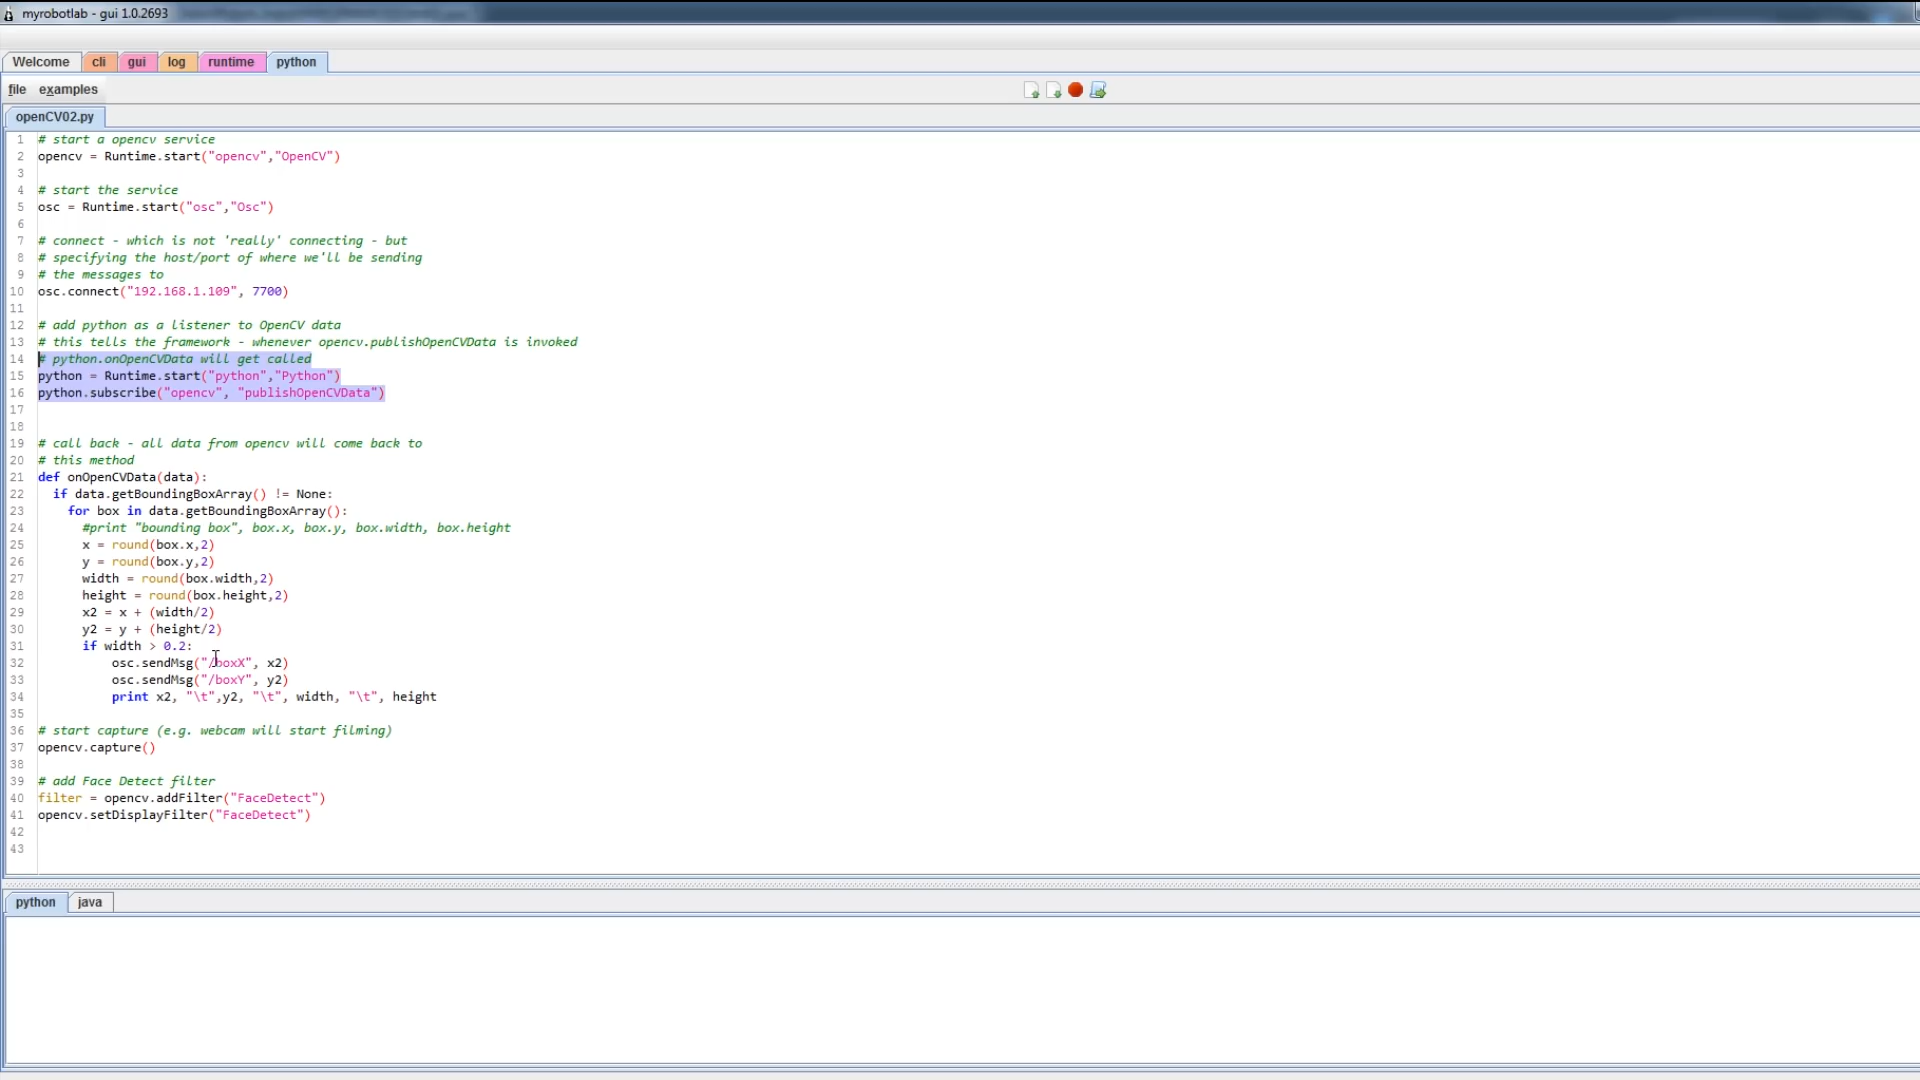 myrobotlab - gui 1.0.2693
Welcome cli gui log runtime python
file examples
openCV02.py
1 # start a opencv service
2 opencv = Runtime.start("opencv","OpenCV")
3
4 # start the service
5 osc = Runtime.start("osc","Osc")
6
7 # connect - which is not 'really' connecting - but
8 # specifying the host/port of where we'll be sending
9 # the messages to
10 osc.connect("192.168.1.109", 7700)
11
12 # add python as a listener to OpenCV data
13 # this tells the framework - whenever opencv.publishOpenCVData is invoked
14 # python.onOpenCVData will get called
15 python = Runtime.start("python","Python")
16 python.subscribe("opencv", "publishOpenCVData")
17
18
19 # call back - all data from opencv will come back to
20 # this method
21 def onOpenCVData(data):
22   if data.getBoundingBoxArray() != None:
23     for box in data.getBoundingBoxArray():
24       #print "bounding box", box.x, box.y, box.width, box.height
25       x = round(box.x,2)
26       y = round(box.y,2)
27       width = round(box.width,2)
28       height = round(box.height,2)
29       x2 = x + (width/2)
30       y2 = y + (height/2)
31       if width > 0.2:
32           osc.sendMsg("/boxX", x2)
33           osc.sendMsg("/boxY", y2)
34           print x2, "\t",y2, "\t", width, "\t", height
35
36 # start capture (e.g. webcam will start filming)
37 opencv.capture()
38
39 # add Face Detect filter
40 filter = opencv.addFilter("FaceDetect")
41 opencv.setDisplayFilter("FaceDetect")
42
43
python java